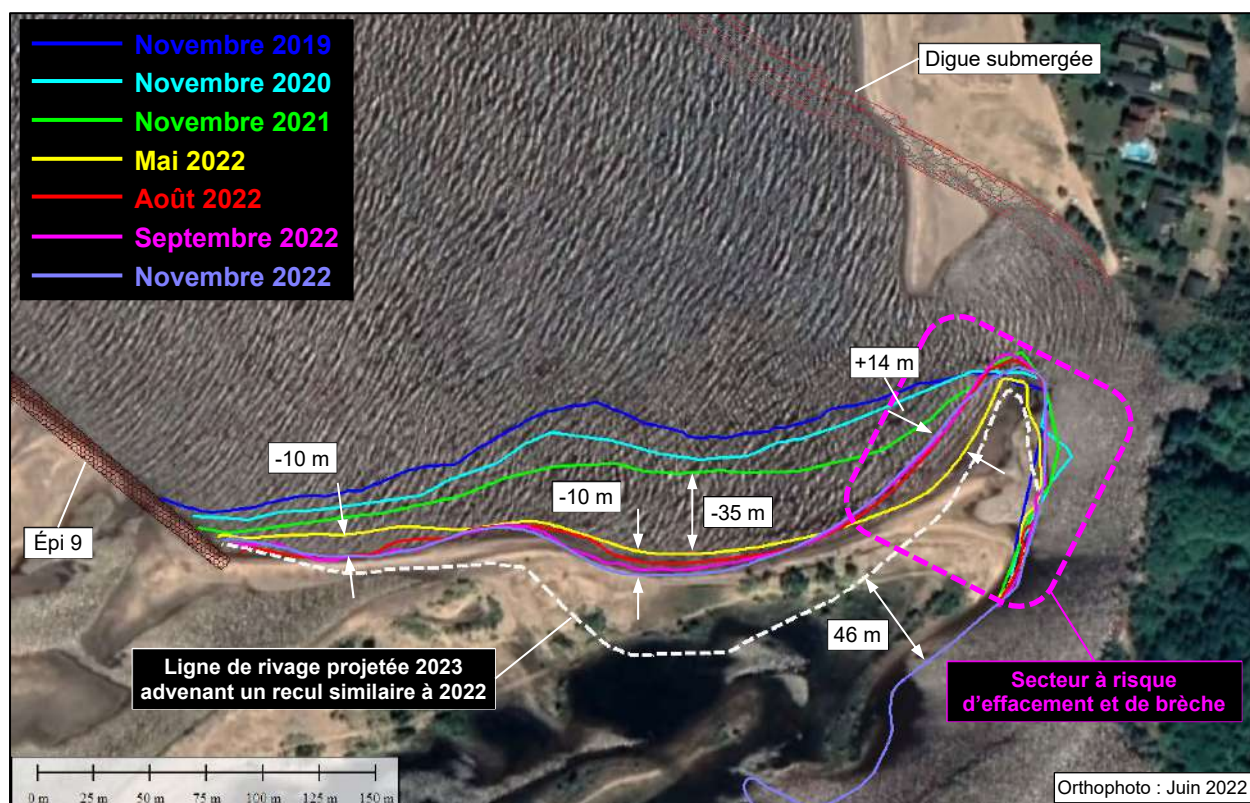 Novembre 2019
Novembre 2020
Novembre 2021
Mai 2022
Août 2022
Septembre 2022
Novembre 2022
Digue submergée
+14 m
-10 m
-10 m
-35 m
Épi 9
46 m
Ligne de rivage projetée 2023
advenant un recul similaire à 2022
Secteur à risque
d'effacement et de brèche
0 m 25 m 50 m 75 m 100 m 125 m 150 m
Orthophoto : Juin 2022